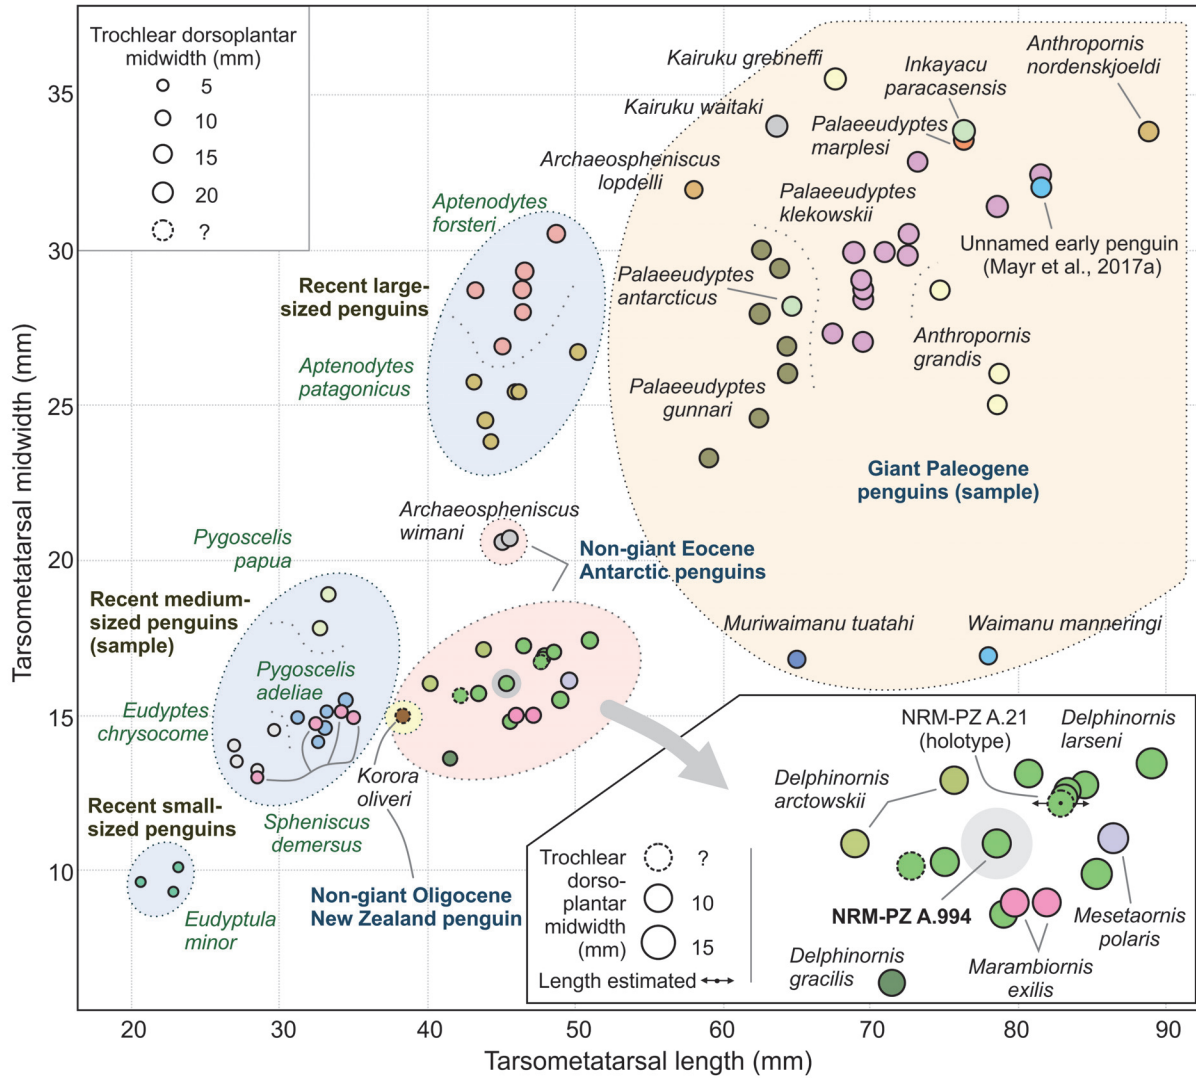 Trochlear dorsoplantar
midwidth (mm)
5
10
15
20
?
Kairuku grebneffi
Kairuku waitaki
Archaeospheniscus
lopdelli
Inkayacu
paracasensis
Palaeeudyptes
marplesi
Anthropornis
nordenskjoeldi
Palaeeudyptes
klekowskii
Unnamed early penguin
(Mayr et al., 2017a)
Palaeeudyptes
antarcticus
Anthropornis
grandis
Palaeeudyptes
gunnari
Giant Paleogene
penguins (sample)
Muriwaimanu tuatahi
Waimanu manneringi
Aptenodytes
forsteri
Recent large-
sized penguins
Aptenodytes
patagonicus
Archaeospheniscus
wimani
Non-giant Eocene
Antarctic penguins
Pygoscelis
papua
Recent medium-
sized penguins
(sample)
Pygoscelis
adeliae
Eudyptes
chrysocome
Korora
oliveri
Spheniscus
demersus
Recent small-
sized penguins
Eudyptula
minor
Non-giant Oligocene
New Zealand penguin
NRM-PZ A.21
(holotype)
Delphinornis
larseni
Delphinornis
arctowskii
Trochlear
dorso-
plantar
midwidth
(mm)
?
10
15
Length estimated
NRM-PZ A.994
Mesetaornis
polaris
Delphinornis
gracilis
Marambiornis
exilis
35
30
25
20
15
10
Tarsometatarsal midwidth (mm)
20
30
40
50
60
70
80
90
Tarsometatarsal length (mm)